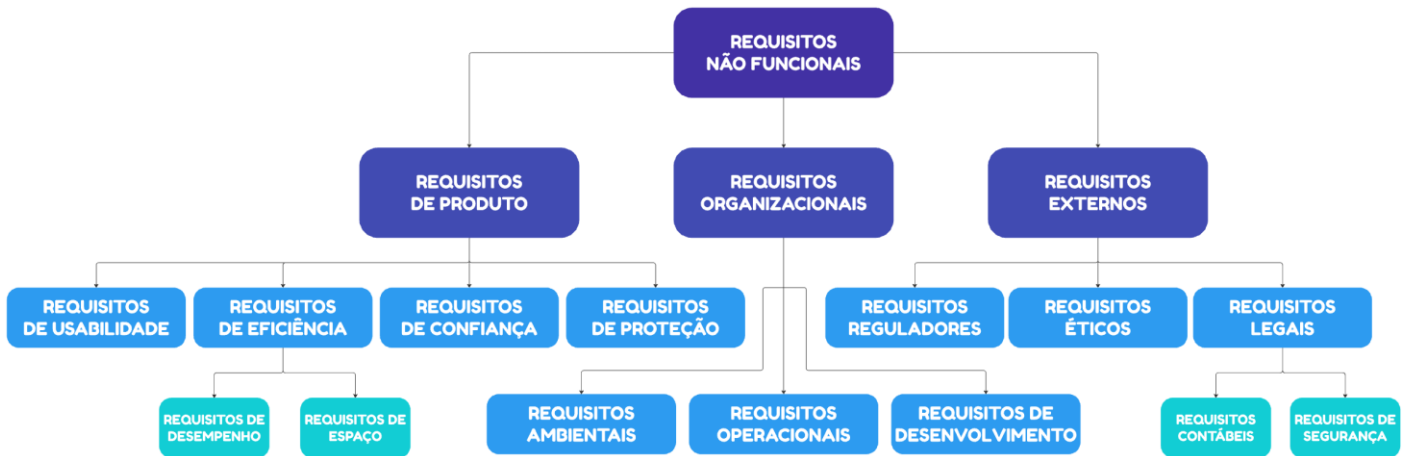 REQUISITOS
NÃO FUNCIONAIS
REQUISITOS
DE PRODUTO
REQUISITOS
ORGANIZACIONAIS
REQUISITOS
EXTERNOS
REQUISITOS
DE USABILIDADE
REQUISITOS
DE EFICIÊNCIA
REQUISITOS
DE CONFIANÇA
REQUISITOS
DE PROTEÇÃO
REQUISITOS
REGULADORES
REQUISITOS
ÉTICOS
REQUISITOS
LEGAIS
REQUISITOS DE
DESEMPENHO
REQUISITOS DE
ESPAÇO
REQUISITOS
AMBIENTAIS
REQUISITOS
OPERACIONAIS
REQUISITOS DE
DESENVOLVIMENTO
REQUISITOS
CONTÁBEIS
REQUISITOS DE
SEGURANÇA